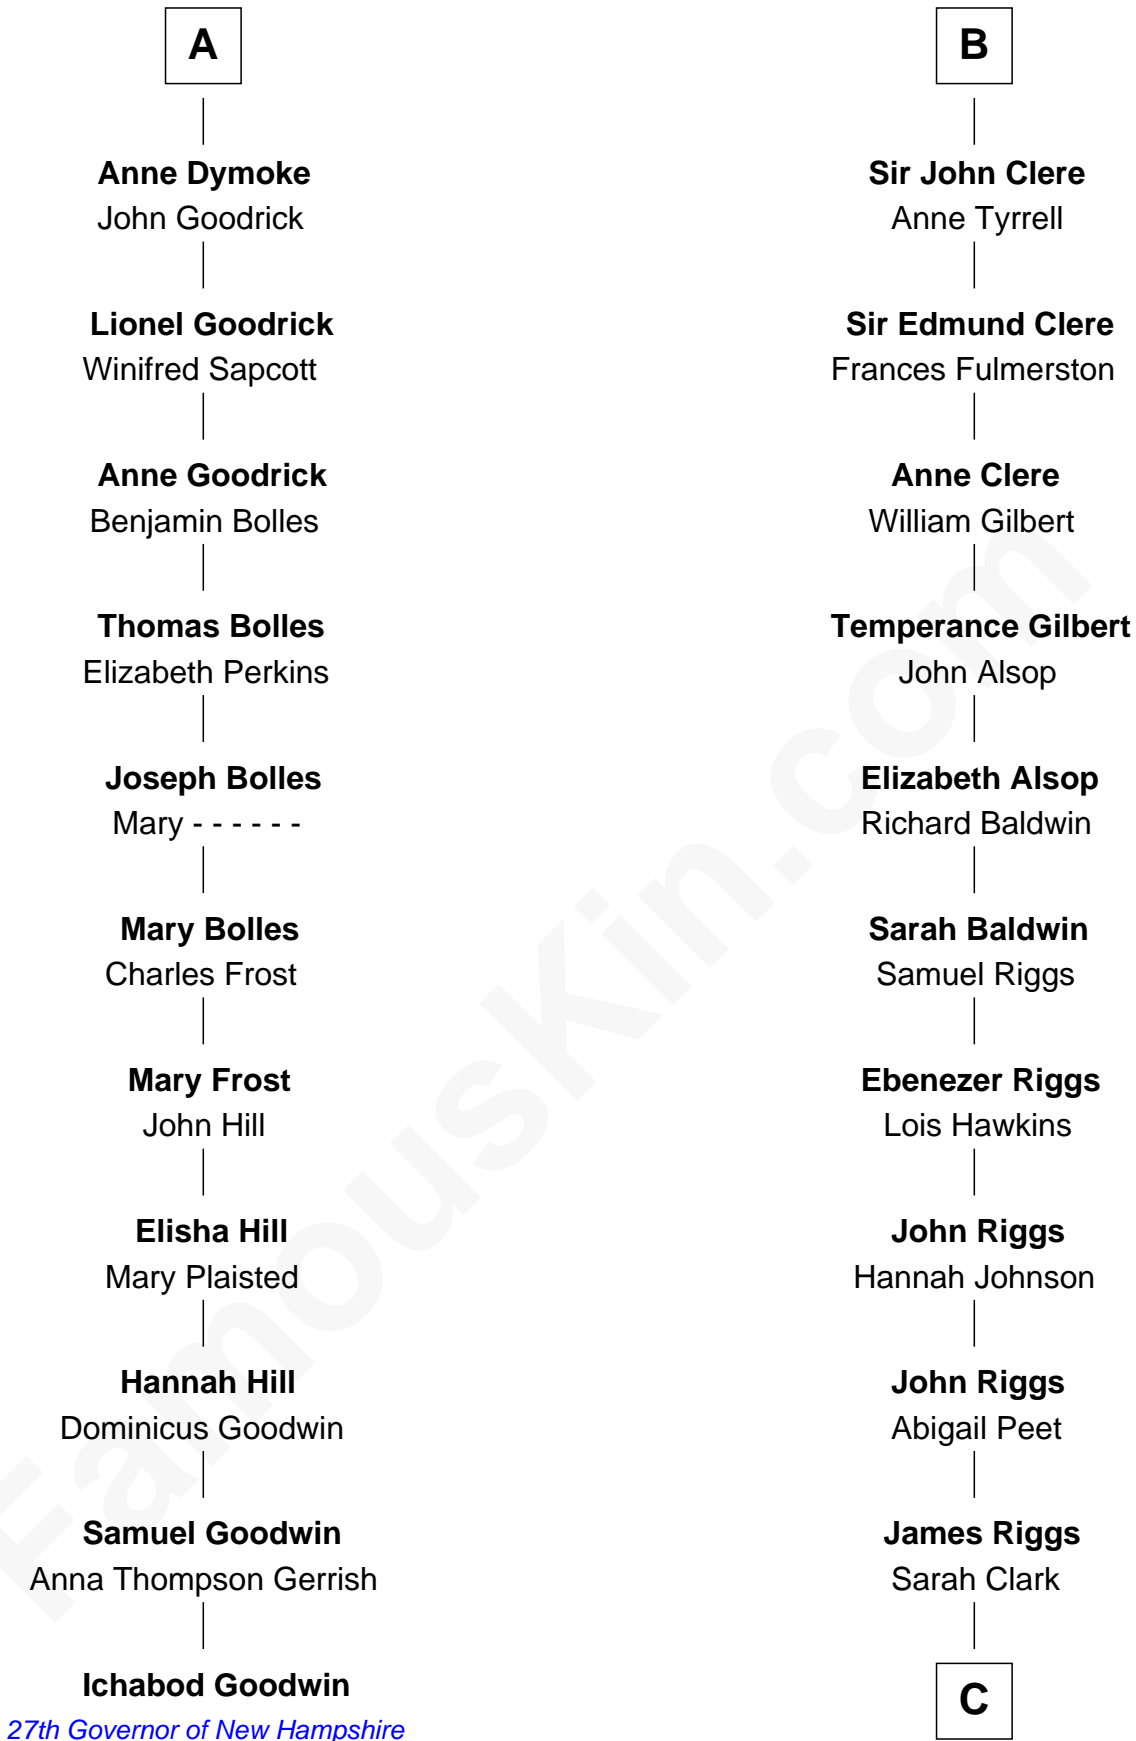 A
Anne Dymoke
John Goodrick
Lionel Goodrick
Winifred Sapcott
Anne Goodrick
Benjamin Bolles
Thomas Bolles
Elizabeth Perkins
Joseph Bolles
Mary - - - - - -
Mary Bolles
Charles Frost
Mary Frost
John Hill
Elisha Hill
Mary Plaisted
Hannah Hill
Dominicus Goodwin
Samuel Goodwin
Anna Thompson Gerrish
Ichabod Goodwin
27th Governor of New Hampshire
B
Sir John Clere
Anne Tyrrell
Sir Edmund Clere
Frances Fulmerston
Anne Clere
William Gilbert
Temperance Gilbert
John Alsop
Elizabeth Alsop
Richard Baldwin
Sarah Baldwin
Samuel Riggs
Ebenezer Riggs
Lois Hawkins
John Riggs
Hannah Johnson
John Riggs
Abigail Peet
James Riggs
Sarah Clark
C
FamousKin.com